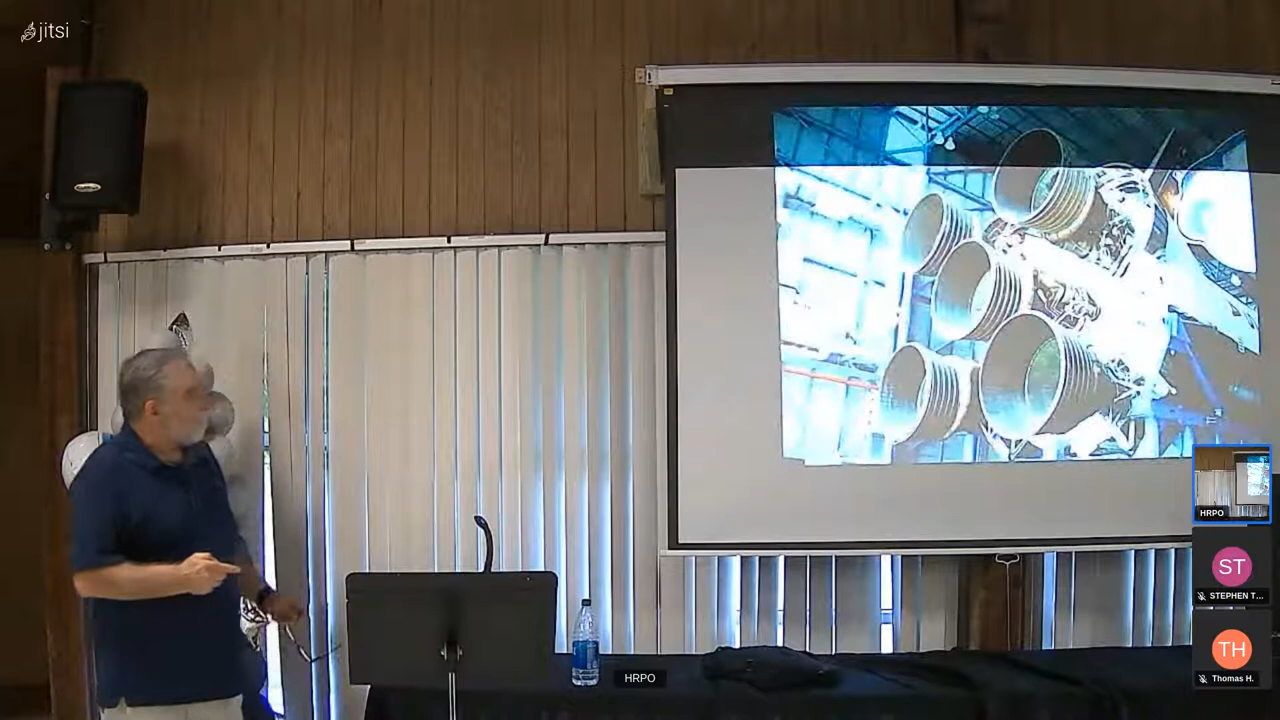 jitsi
HRPO
ST
STEPHEN T...
TH
Thomas H.
HRPO